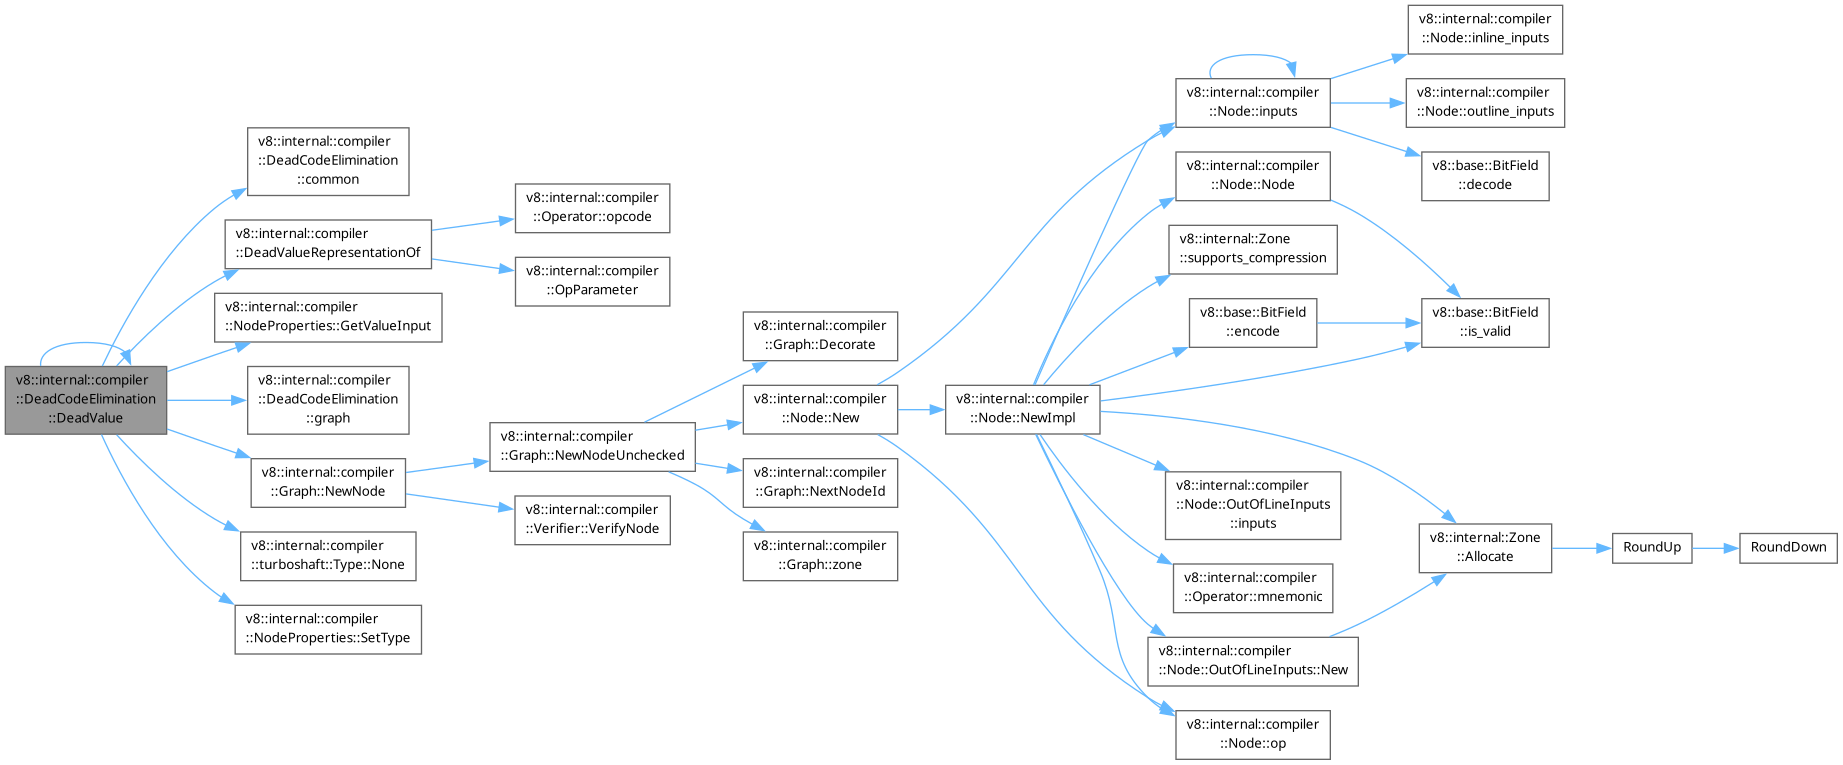 v8::internal::compiler
::DeadCodeElimination
::DeadValue
v8::internal::compiler
::DeadCodeElimination
::common
v8::internal::compiler
::DeadValueRepresentationOf
v8::internal::compiler
::NodeProperties::GetValueInput
v8::internal::compiler
::DeadCodeElimination
::graph
v8::internal::compiler
::Graph::NewNode
v8::internal::compiler
::turboshaft::Type::None
v8::internal::compiler
::NodeProperties::SetType
v8::internal::compiler
::Operator::opcode
v8::internal::compiler
::OpParameter
v8::internal::compiler
::Graph::NewNodeUnchecked
v8::internal::compiler
::Verifier::VerifyNode
v8::internal::compiler
::Graph::Decorate
v8::internal::compiler
::Node::New
v8::internal::compiler
::Graph::NextNodeId
v8::internal::compiler
::Graph::zone
v8::internal::compiler
::Node::NewImpl
v8::internal::compiler
::Node::inputs
v8::internal::compiler
::Node::Node
v8::internal::Zone
::supports_compression
v8::base::BitField
::encode
v8::internal::compiler
::Node::OutOfLineInputs
::inputs
v8::internal::compiler
::Operator::mnemonic
v8::internal::compiler
::Node::OutOfLineInputs::New
v8::internal::compiler
::Node::op
v8::internal::compiler
::Node::inline_inputs
v8::internal::compiler
::Node::outline_inputs
v8::base::BitField
::decode
v8::base::BitField
::is_valid
v8::internal::Zone
::Allocate
RoundUp
RoundDown